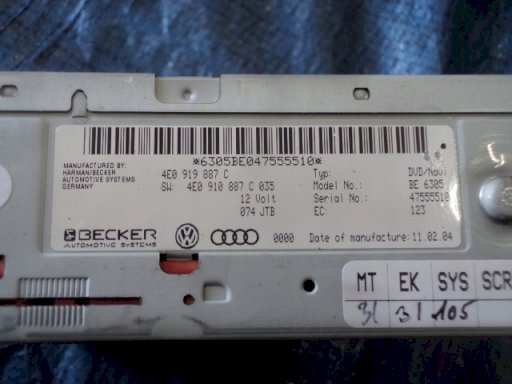 *6305BE047555510*
MANUFACTURED BY:
HARMAN/BECKER
AUTOMOTIVE SYSTEMS
GERMANY
4E0 919 887 C
SW: 4E0 910 887 C 035
12 Volt
074 JTB
Typ: DVD/Navi
Model No.: BE 6305
Serial No.: 47555510
EC: 123
BECKER
AUTOMOTIVE SYSTEMS
0000 Date of manufacture: 11.02.04
MT EK SYS SCR
31 31 105